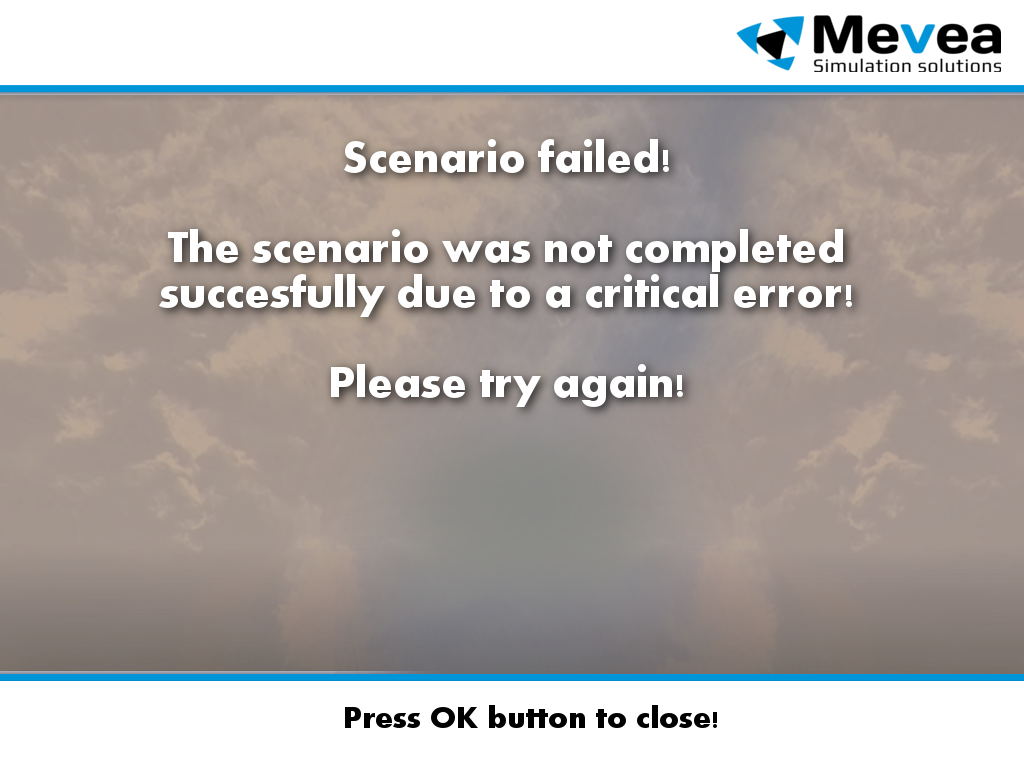 Mevea
Simulation solutions
Scenario failed!
The scenario was not completed
succesfully due to a critical error!
Please try again!
Press OK button to close!